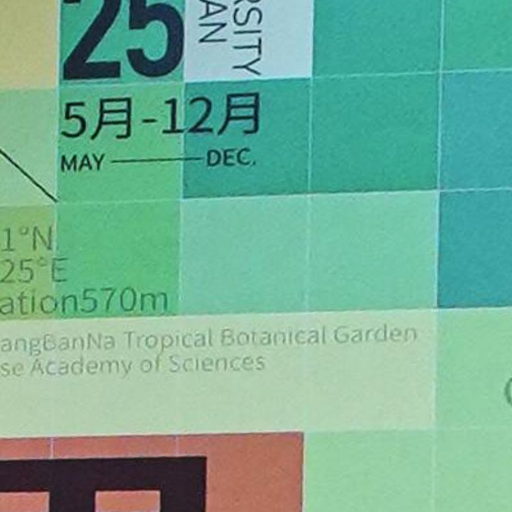 25
RSITY
AN
5月-12月
MAY — DEC.
1°N
25°E
ation570m
angBanNa Tropical Botanical Garden
se Academy of Sciences